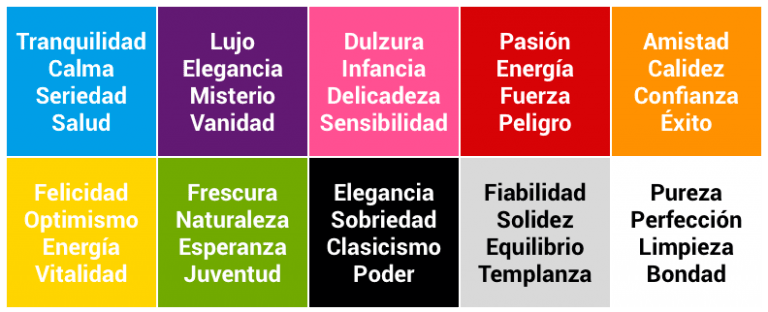 Tranquilidad
Calma
Seriedad
Salud
Lujo
Elegancia
Misterio
Vanidad
Dulzura
Infancia
Delicadeza
Sensibilidad
Pasión
Energía
Fuerza
Peligro
Amistad
Calidez
Confianza
Éxito
Felicidad
Optimismo
Energía
Vitalidad
Frescura
Naturaleza
Esperanza
Juventud
Elegancia
Sobriedad
Clasicismo
Poder
Fiabilidad
Solidez
Equilibrio
Templanza
Pureza
Perfección
Limpieza
Bondad